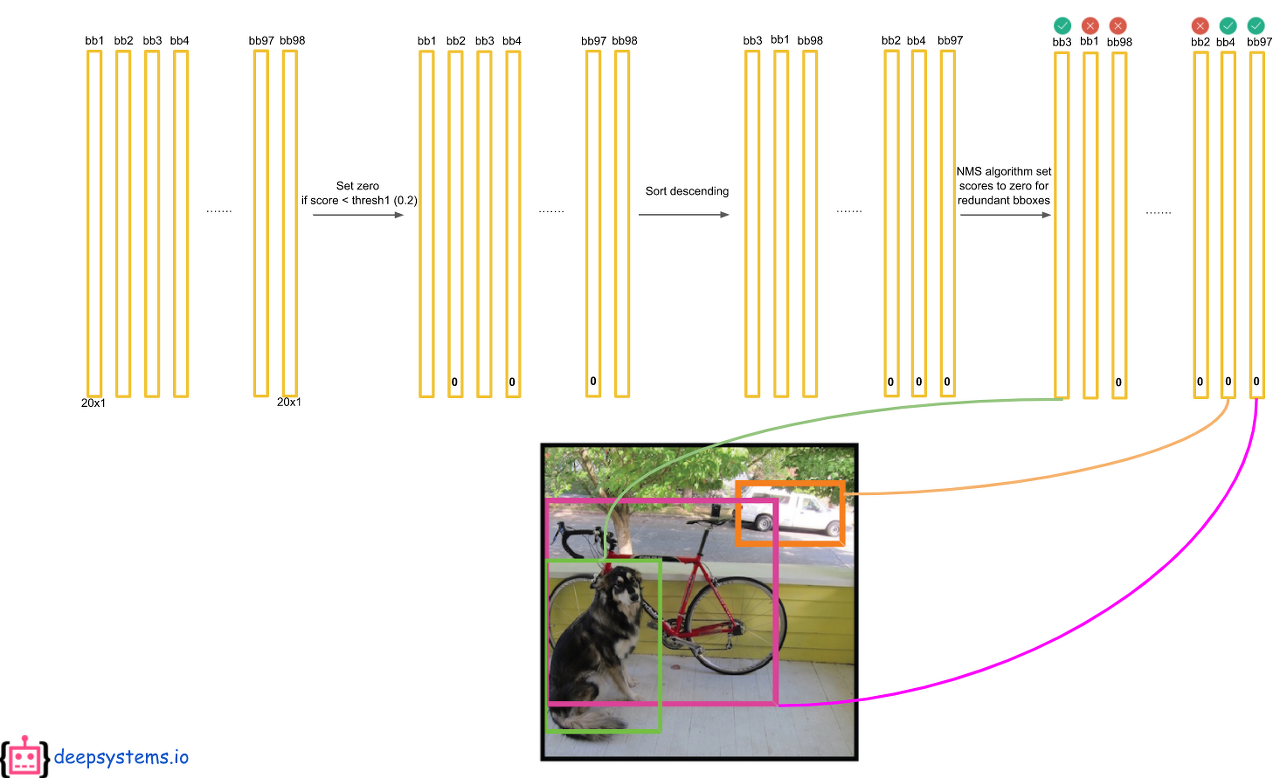 bb1 bb2 bb3 bb4 bb97 bb98
bb1 bb2 bb3 bb4 bb97 bb98
bb3 bb1 bb98 bb2 bb4 bb97
bb3 bb1 bb98 bb2 bb4 bb97
.......
Set zero
if score < thresh1 (0.2)
.......
Sort descending
.......
NMS algorithm set
scores to zero for
redundant bboxes
.......
0 0 0
0 0 0
0 0 0 0
20x1 20x1
deepsystems.io